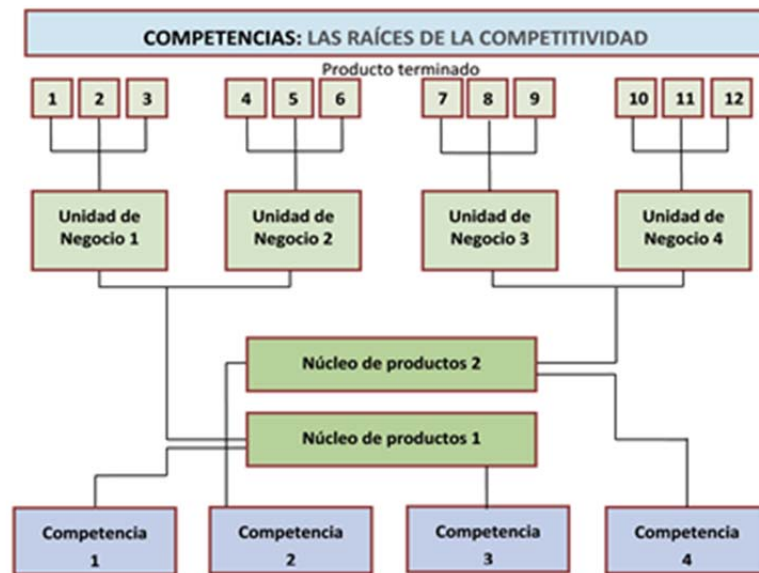 COMPETENCIAS: LAS RAÍCES DE LA COMPETITIVIDAD
Producto terminado
1 2 3 4 5 6 7 8 9 10 11 12
Unidad de Unidad de Unidad de Unidad de
Negocio 1 Negocio 2 Negocio 3 Negocio 4
Núcleo de productos 2
Núcleo de productos 1
Competencia Competencia Competencia Competencia
1 2 3 4